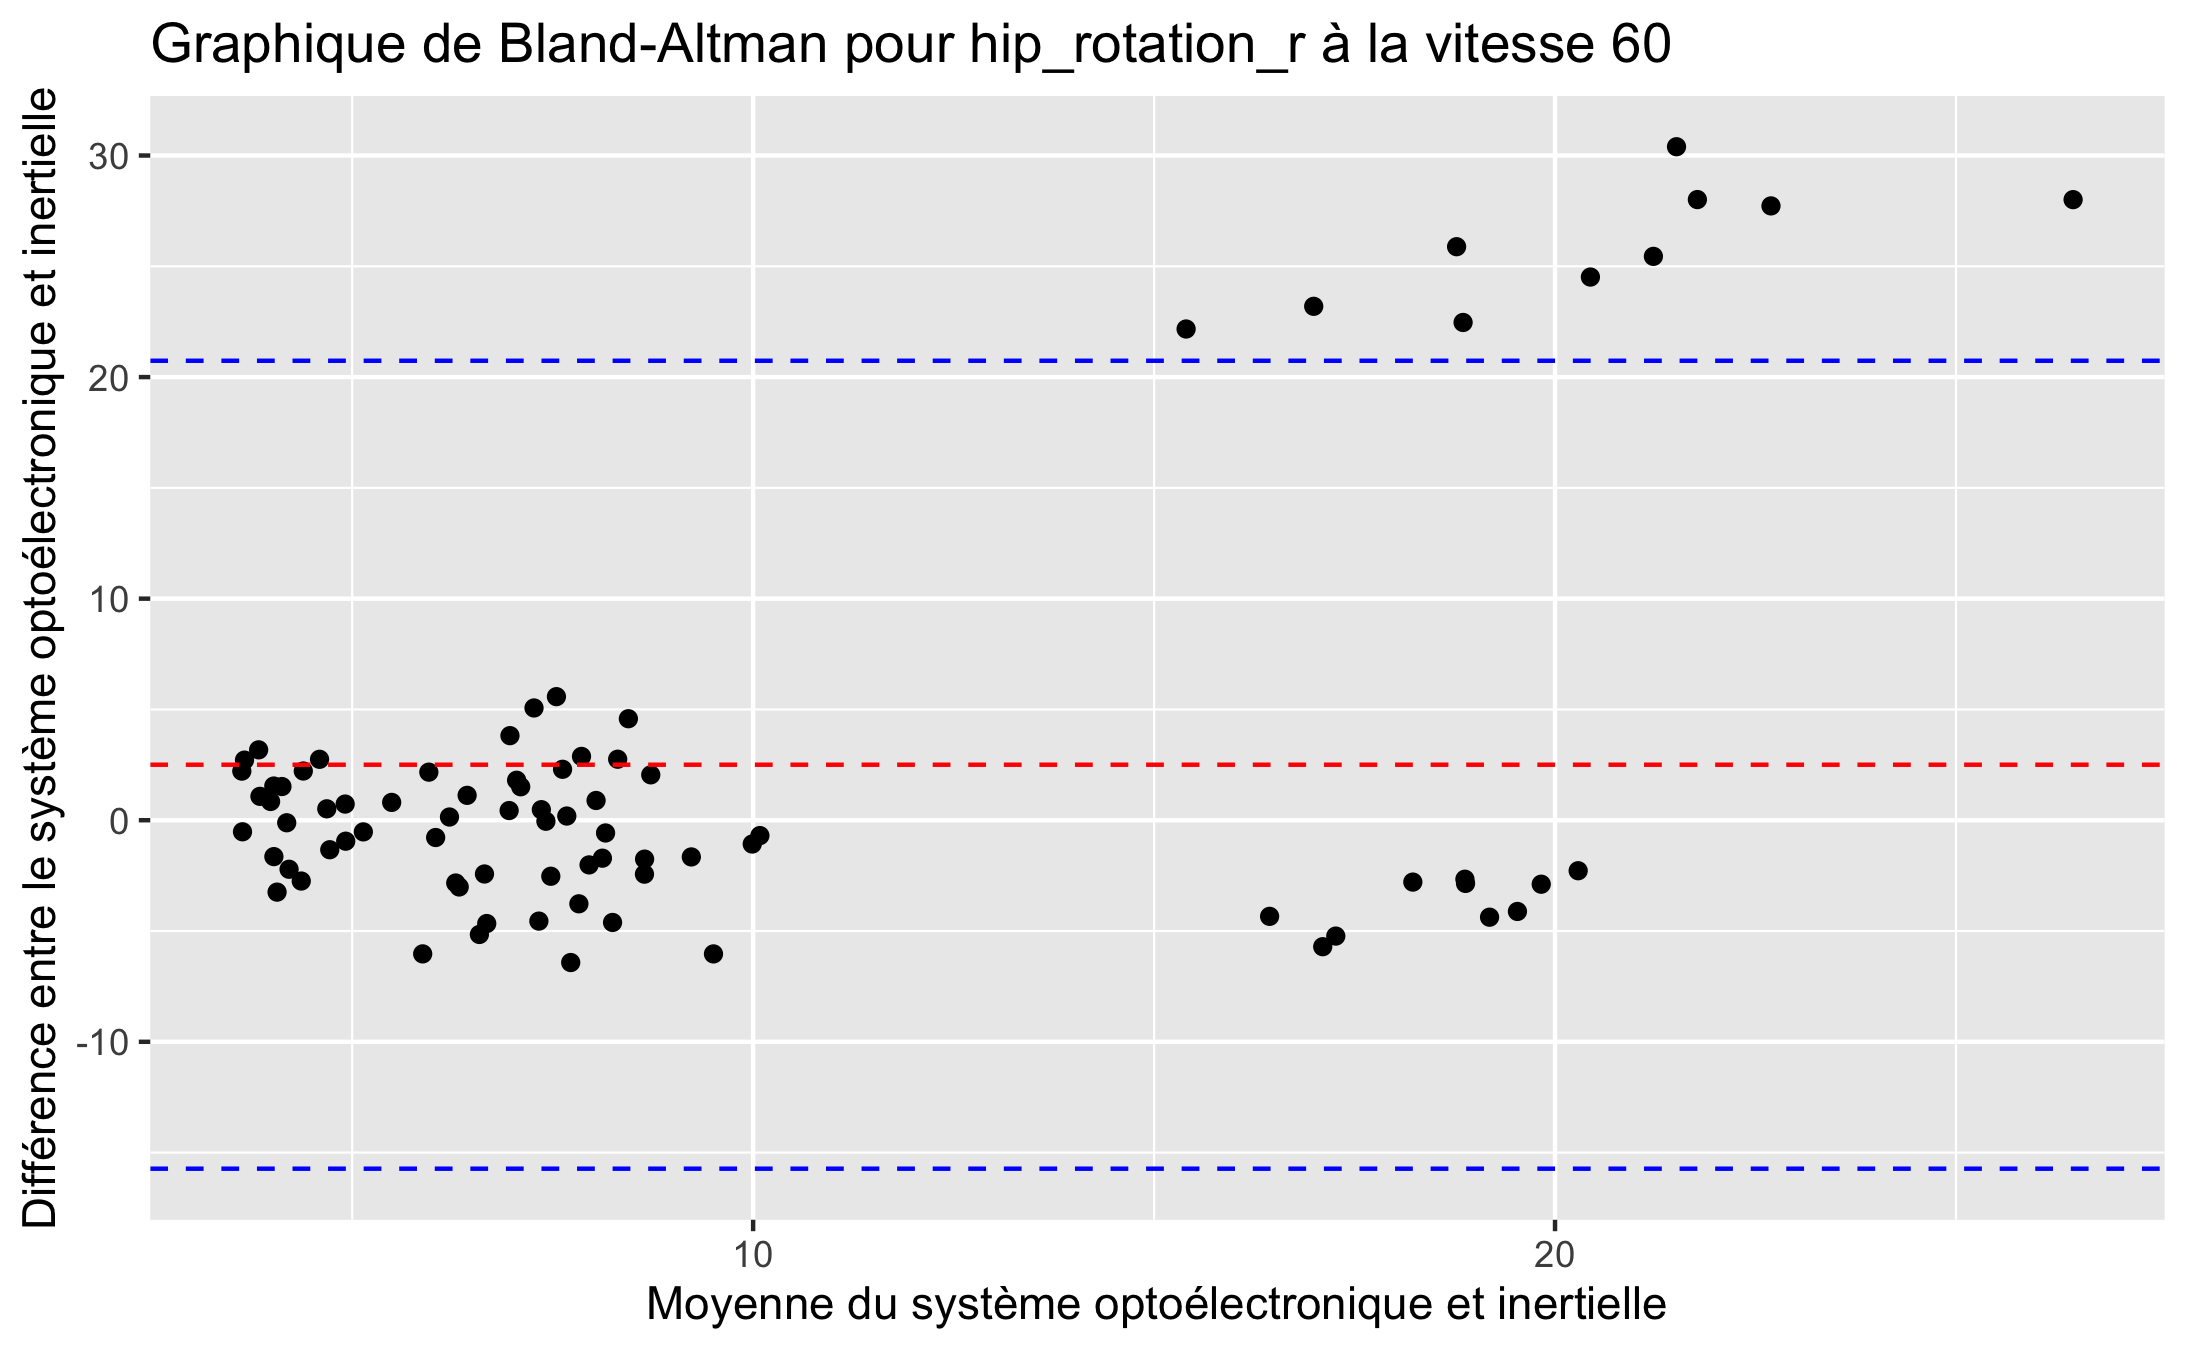 Graphique de Bland-Altman pour hip_rotation_r à la vitesse 60
Différence entre le système optoélectronique et inertielle
30
20
10
0
-10
10
20
Moyenne du système optoélectronique et inertielle